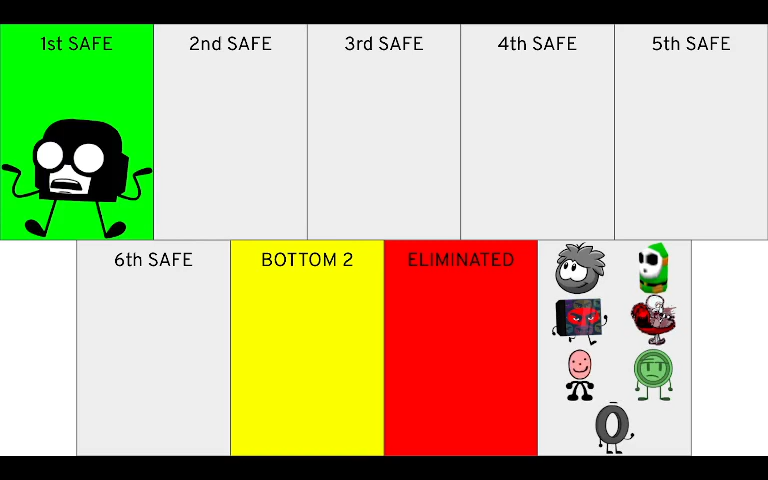 1st SAFE
2nd SAFE
3rd SAFE
4th SAFE
5th SAFE
6th SAFE
BOTTOM 2
ELIMINATED